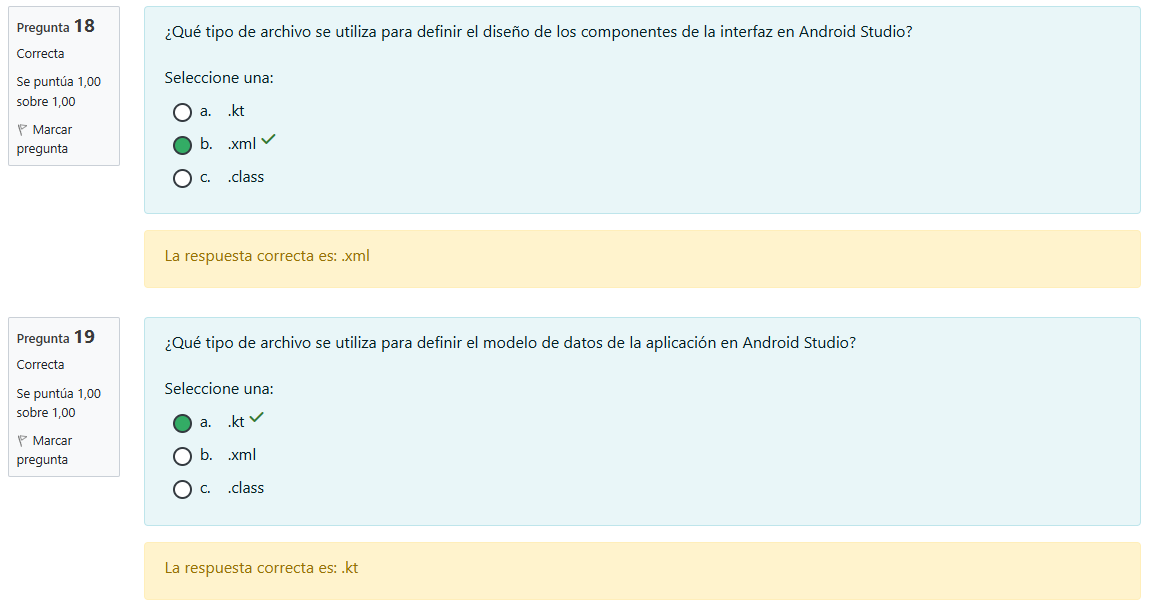 Pregunta 18
Correcta
Se puntúa 1,00
sobre 1,00
Marcar
pregunta
¿Qué tipo de archivo se utiliza para definir el diseño de los componentes de la interfaz en Android Studio?
Seleccione una:
a. .kt
b. .xml
c. .class
La respuesta correcta es: .xml
Pregunta 19
Correcta
Se puntúa 1,00
sobre 1,00
Marcar
pregunta
¿Qué tipo de archivo se utiliza para definir el modelo de datos de la aplicación en Android Studio?
Seleccione una:
a. .kt
b. .xml
c. .class
La respuesta correcta es: .kt